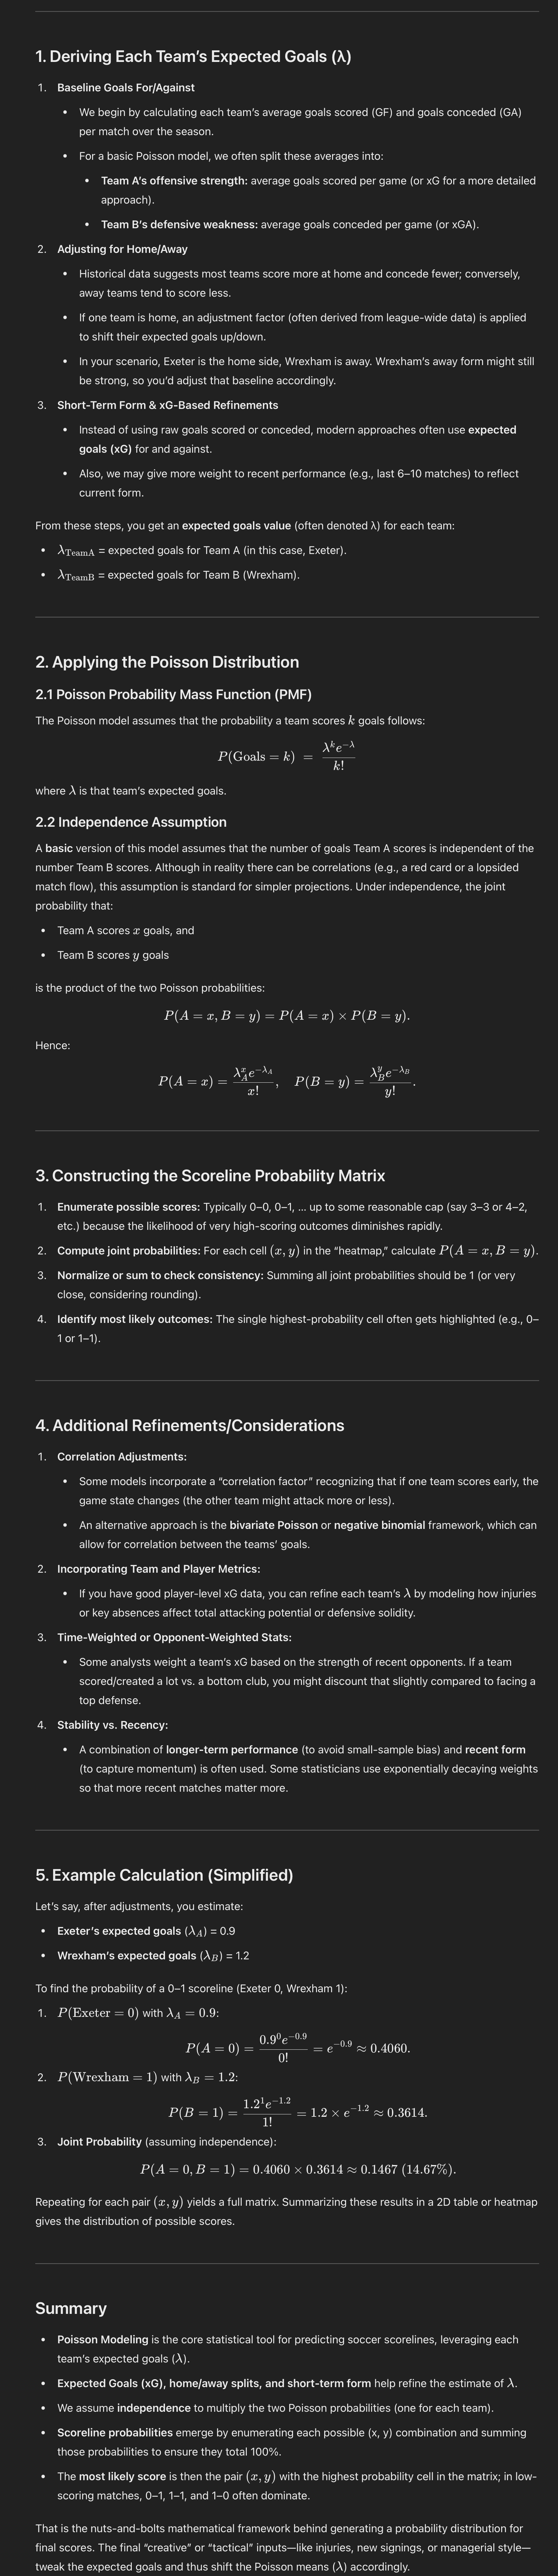 1. Deriving Each Team’s Expected Goals (λ)
1. Baseline Goals For/Against
• We begin by calculating each team’s average goals scored (GF) and goals conceded (GA)
per match over the season.
• For a basic Poisson model, we often split these averages into:
• Team A’s offensive strength: average goals scored per game (or xG for a more detailed
approach).
• Team B’s defensive weakness: average goals conceded per game (or xGA).
2. Adjusting for Home/Away
• Historical data suggests most teams score more at home and concede fewer; conversely,
away teams tend to score less.
• If one team is home, an adjustment factor (often derived from league-wide data) is applied
to shift their expected goals up/down.
• In your scenario, Exeter is the home side, Wrexham is away. Wrexham’s away form might still
be strong, so you’d adjust that baseline accordingly.
3. Short-Term Form & xG-Based Refinements
• Instead of using raw goals scored or conceded, modern approaches often use expected
goals (xG) for and against.
• Also, we may give more weight to recent performance (e.g., last 6–10 matches) to reflect
current form.
From these steps, you get an expected goals value (often denoted λ) for each team:
• λ_TeamA = expected goals for Team A (in this case, Exeter).
• λ_TeamB = expected goals for Team B (Wrexham).
2. Applying the Poisson Distribution
2.1 Poisson Probability Mass Function (PMF)
The Poisson model assumes that the probability a team scores k goals follows:
P(Goals = k) = λ^k e^{−λ} / k!
where λ is that team’s expected goals.
2.2 Independence Assumption
A basic version of this model assumes that the number of goals Team A scores is independent of the
number Team B scores. Although in reality there can be correlations (e.g., a red card or a lopsided
match flow), this assumption is standard for simpler projections. Under independence, the joint
probability that:
• Team A scores x goals, and
• Team B scores y goals
is the product of the two Poisson probabilities:
P(A = x, B = y) = P(A = x) × P(B = y).
Hence:
P(A = x) = λ_A^x e^{−λ_A} / x!, P(B = y) = λ_B^y e^{−λ_B} / y!.
3. Constructing the Scoreline Probability Matrix
1. Enumerate possible scores: Typically 0–0, 0–1, ... up to some reasonable cap (say 3–3 or 4–2,
etc.) because the likelihood of very high-scoring outcomes diminishes rapidly.
2. Compute joint probabilities: For each cell (x, y) in the “heatmap,” calculate P(A = x, B = y).
3. Normalize or sum to check consistency: Summing all joint probabilities should be 1 (or very
close, considering rounding).
4. Identify most likely outcomes: The single highest-probability cell often gets highlighted (e.g., 0–
1 or 1–1).
4. Additional Refinements/Considerations
1. Correlation Adjustments:
• Some models incorporate a “correlation factor” recognizing that if one team scores early, the
game state changes (the other team might attack more or less).
• An alternative approach is the bivariate Poisson or negative binomial framework, which can
allow for correlation between the teams’ goals.
2. Incorporating Team and Player Metrics:
• If you have good player-level xG data, you can refine each team’s λ by modeling how injuries
or key absences affect total attacking potential or defensive solidity.
3. Time-Weighted or Opponent-Weighted Stats:
• Some analysts weight a team’s xG based on the strength of recent opponents. If a team
scored/created a lot vs. a bottom club, you might discount that slightly compared to facing a
top defense.
4. Stability vs. Recency:
• A combination of longer-term performance (to avoid small-sample bias) and recent form
(to capture momentum) is often used. Some statisticians use exponentially decaying weights
so that more recent matches matter more.
5. Example Calculation (Simplified)
Let’s say, after adjustments, you estimate:
• Exeter’s expected goals (λ_A) = 0.9
• Wrexham’s expected goals (λ_B) = 1.2
To find the probability of a 0–1 scoreline (Exeter 0, Wrexham 1):
1. P(Exeter = 0) with λ_A = 0.9:
P(A = 0) = 0.9^0 e^{−0.9} / 0! = e^{−0.9} ≈ 0.4060.
2. P(Wrexham = 1) with λ_B = 1.2:
P(B = 1) = 1.2^1 e^{−1.2} / 1! = 1.2 × e^{−1.2} ≈ 0.3614.
3. Joint Probability (assuming independence):
P(A = 0, B = 1) = 0.4060 × 0.3614 ≈ 0.1467 (14.67%).
Repeating for each pair (x, y) yields a full matrix. Summarizing these results in a 2D table or heatmap
gives the distribution of possible scores.
Summary
• Poisson Modeling is the core statistical tool for predicting soccer scorelines, leveraging each
team’s expected goals (λ).
• Expected Goals (xG), home/away splits, and short-term form help refine the estimate of λ.
• We assume independence to multiply the two Poisson probabilities (one for each team).
• Scoreline probabilities emerge by enumerating each possible (x, y) combination and summing
those probabilities to ensure they total 100%.
• The most likely score is then the pair (x, y) with the highest probability cell in the matrix; in low-
scoring matches, 0–1, 1–1, and 1–0 often dominate.
That is the nuts-and-bolts mathematical framework behind generating a probability distribution for
final scores. The final “creative” or “tactical” inputs—like injuries, new signings, or managerial style—
tweak the expected goals and thus shift the Poisson means (λ) accordingly.